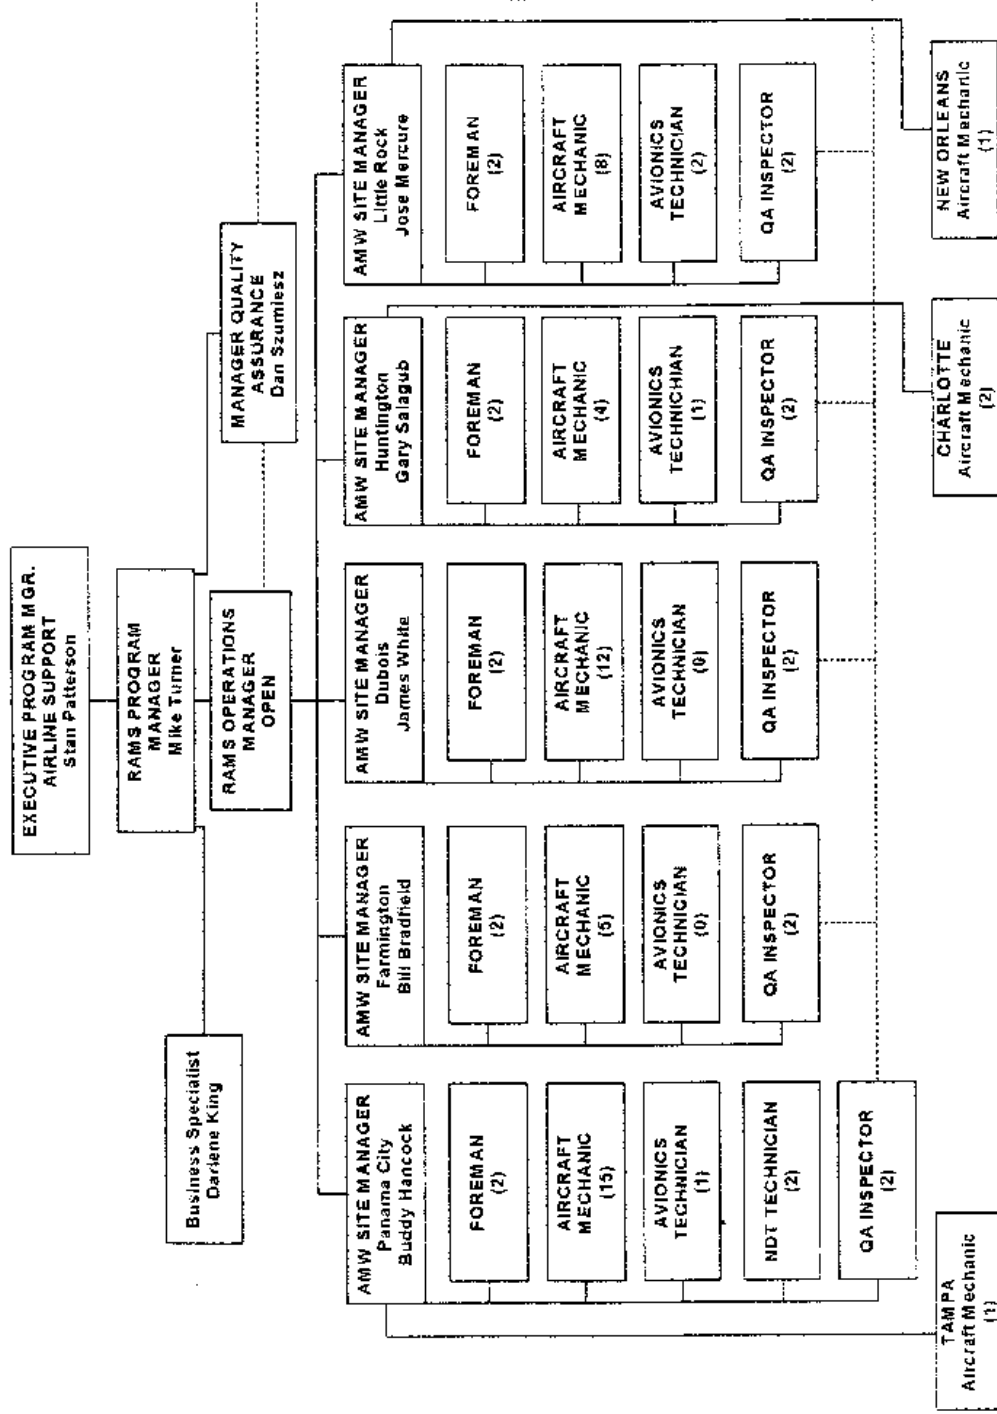 EXECUTIVE PROGRAM MGR.
AIRLINE SUPPORT
Stan Patterson
RAMS PROGRAM
MANAGER
Mike Turner
Business Specialist
Darlene King
RAMS OPERATIONS
MANAGER
OPEN
MANAGER QUALITY
ASSURANCE
Dan Szumiesz
AMW SITE MANAGER
Panama City
Buddy Hancock
FOREMAN
(2)
AIRCRAFT
MECHANIC
(15)
AVIONICS
TECHNICIAN
(1)
NDT TECHNICIAN
(2)
QA INSPECTOR
(2)
TAMPA
Aircraft Mechanic
(1)
AMW SITE MANAGER
Farmington
Bill Bradfield
FOREMAN
(2)
AIRCRAFT
MECHANIC
(5)
AVIONICS
TECHNICIAN
(0)
QA INSPECTOR
(2)
AMW SITE MANAGER
Dubois
James White
FOREMAN
(2)
AIRCRAFT
MECHANIC
(12)
AVIONICS
TECHNICIAN
(0)
QA INSPECTOR
(2)
AMW SITE MANAGER
Huntington
Gary Salagub
FOREMAN
(2)
AIRCRAFT
MECHANIC
(4)
AVIONICS
TECHNICHIAN
(1)
QA INSPECTOR
(2)
CHARLOTTE
Aircraft Mechanic
(2)
AMW SITE MANAGER
Little Rock
Jose Mercure
FOREMAN
(2)
AIRCRAFT
MECHANIC
(8)
AVIONICS
TECHNICIAN
(2)
QA INSPECTOR
(2)
NEW ORLEANS
Aircraft Mechanic
(1)